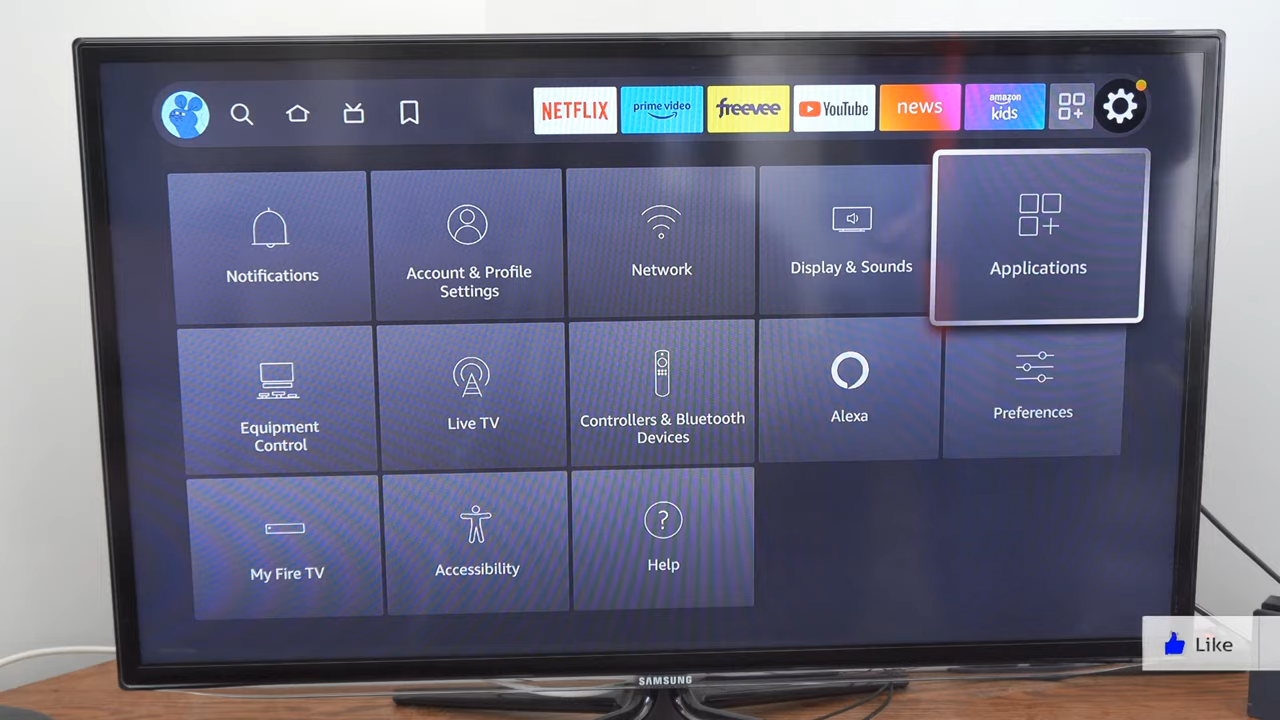 NETFLIX
prime video
freevee
YouTube
news
amazon
kids
Notifications
Account & Profile
Settings
Network
Display & Sounds
Applications
Equipment
Control
Live TV
Controllers & Bluetooth
Devices
Alexa
Preferences
My Fire TV
Accessibility
?
Help
Like
SAMSUNG